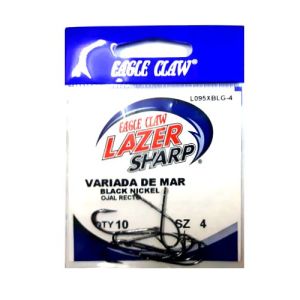 EAGLE CLAW®
L095XBLG-4
EAGLE CLAW
LAZER
SHARP®
VARIADA DE MAR
BLACK NICKEL
OJAL RECTO
QTY 10 SZ 4